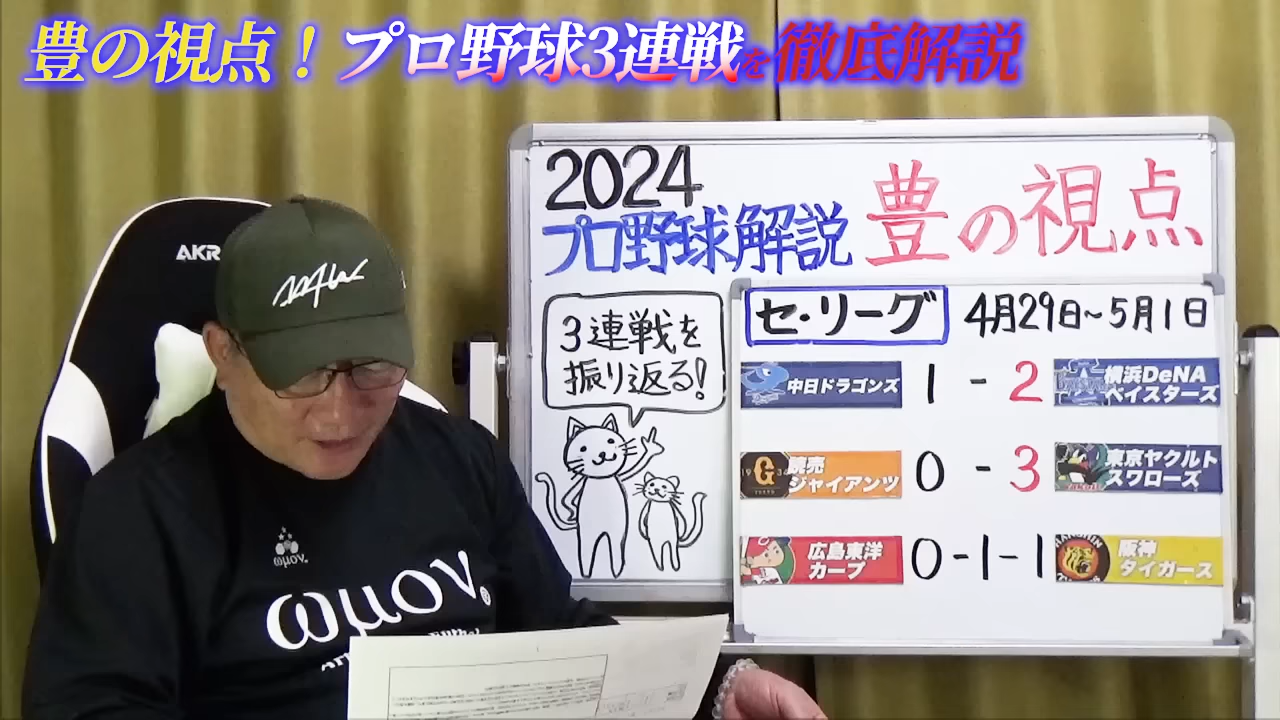 豊の視点！プロ野球3連戦を徹底解説
2024
プロ野球解説 豊の視点
3連戦を
振り返る!
セ・リーグ 4月29日~5月1日
中日ドラゴンズ 1 - 2 横浜DeNA
ベイスターズ
読売
ジャイアンツ 0 - 3 東京ヤクルト
スワローズ
広島東洋
カープ 0-1-1 阪神
タイガース
AKR
ωμον
ωμον